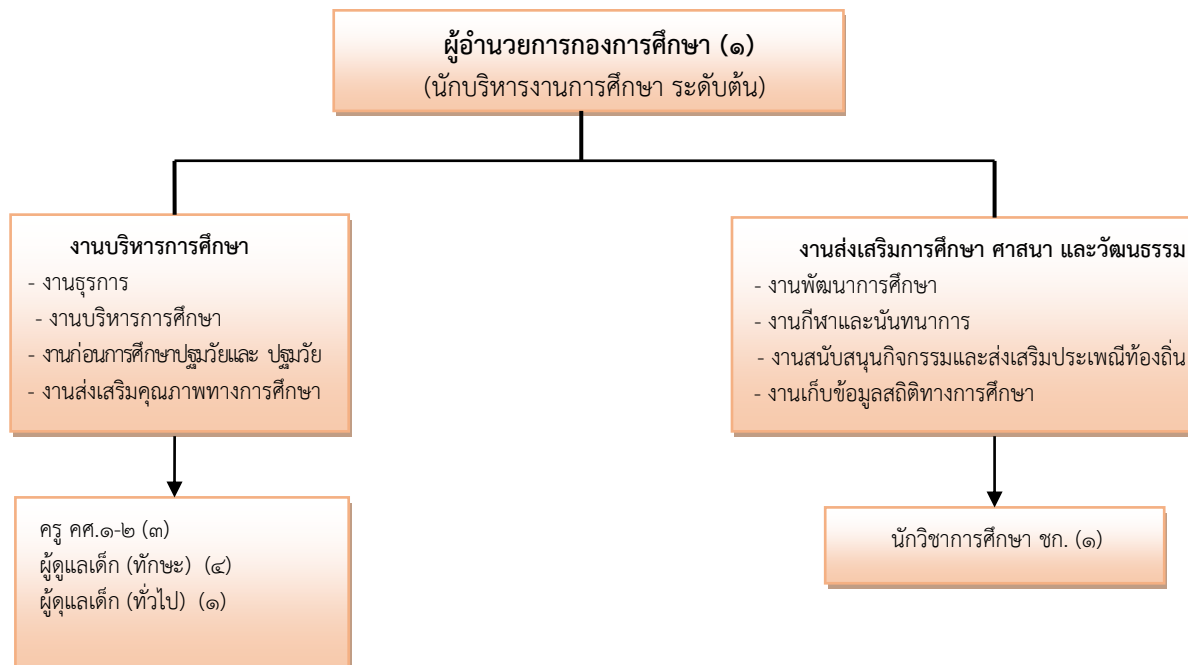 ผู้อำนวยการกองการศึกษา (๑)
(นักบริหารงานการศึกษา ระดับต้น)
งานบริหารการศึกษา
- งานธุรการ
- งานบริหารการศึกษา
- งานก่อนการศึกษาปฐมวัยและ ปฐมวัย
- งานส่งเสริมคุณภาพทางการศึกษา
งานส่งเสริมการศึกษา ศาสนา และวัฒนธรรม
- งานพัฒนาการศึกษา
- งานกีฬาและนันทนาการ
- งานสนับสนุนกิจกรรมและส่งเสริมประเพณีท้องถิ่น
- งานเก็บข้อมูลสถิติทางการศึกษา
ครู คศ.๑-๒ (๓)
ผู้ดูแลเด็ก (ทักษะ) (๔)
ผู้ดุแลเด็ก (ทั่วไป) (๑)
นักวิชาการศึกษา ชก. (๑)